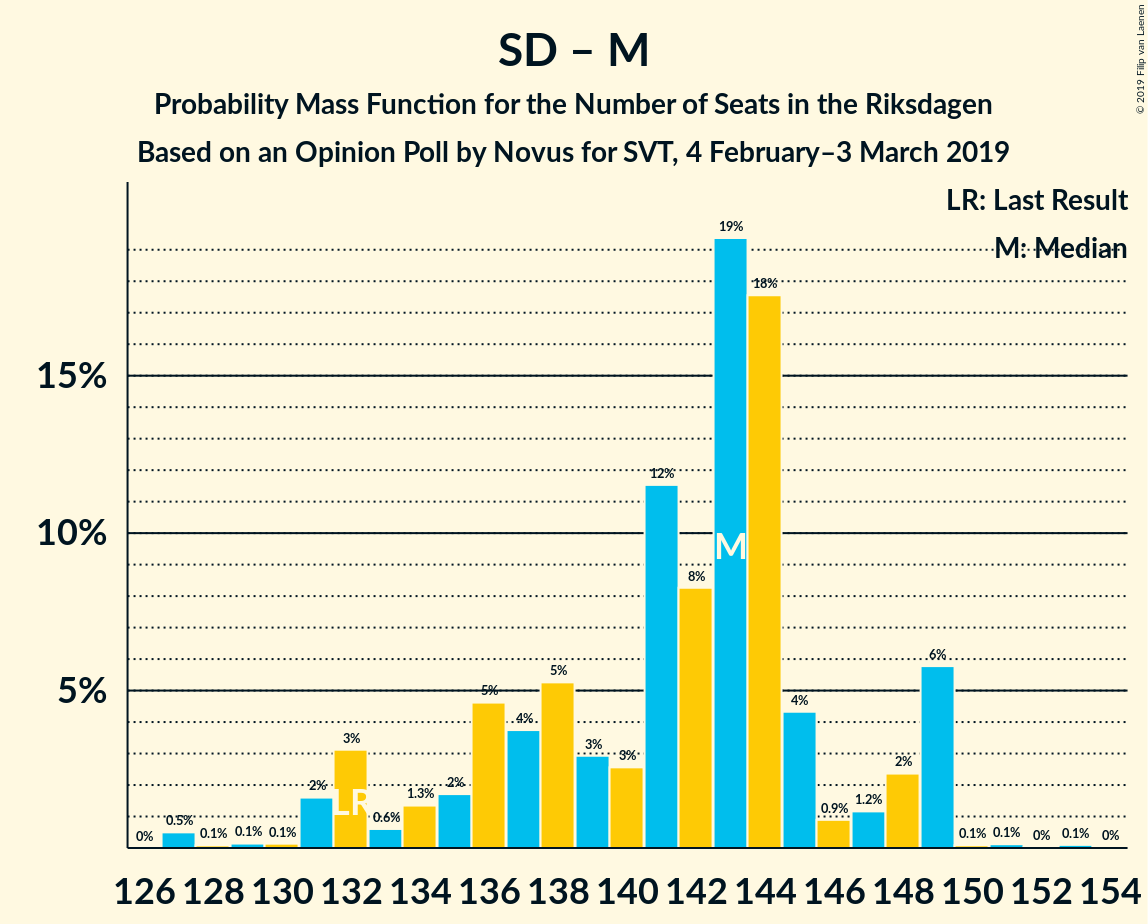 SD – M
Probability Mass Function for the Number of Seats in the Riksdagen
Based on an Opinion Poll by Novus for SVT, 4 February–3 March 2019
© 2019 Filip van Laenen
LR: Last Result
M: Median
15%
10%
5%
0% 0.5% 0.1% 0.1% 0.1% 2% 3% 0.6% 1.3% 2% 5% 4% 5% 3% 3% 12% 8% 19% 18% 4% 0.9% 1.2% 2% 6% 0.1% 0.1% 0% 0.1% 0%
LR
M
126 128 130 132 134 136 138 140 142 144 146 148 150 152 154